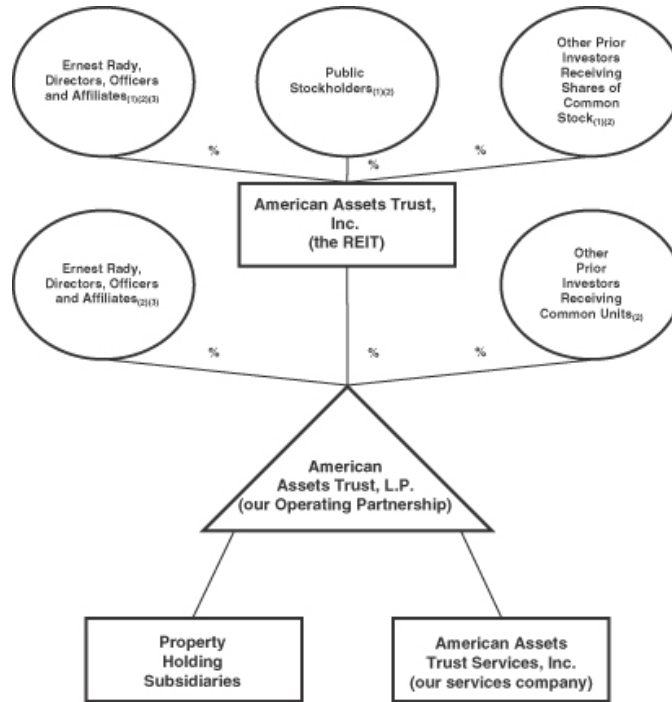 Ernest Rady,
Directors, Officers
and Affiliates(1)(2)(3)
Public
Stockholders(1)(2)
Other Prior
Investors
Receiving
Shares of
Common
Stock(1)(2)
%
%
%
American Assets Trust,
Inc.
(the REIT)
Ernest Rady,
Directors, Officers
and Affiliates(2)(3)
Other
Prior
Investors
Receiving
Common Units(2)
%
%
%
American
Assets Trust, L.P.
(our Operating Partnership)
Property
Holding
Subsidiaries
American Assets
Trust Services, Inc.
(our services company)